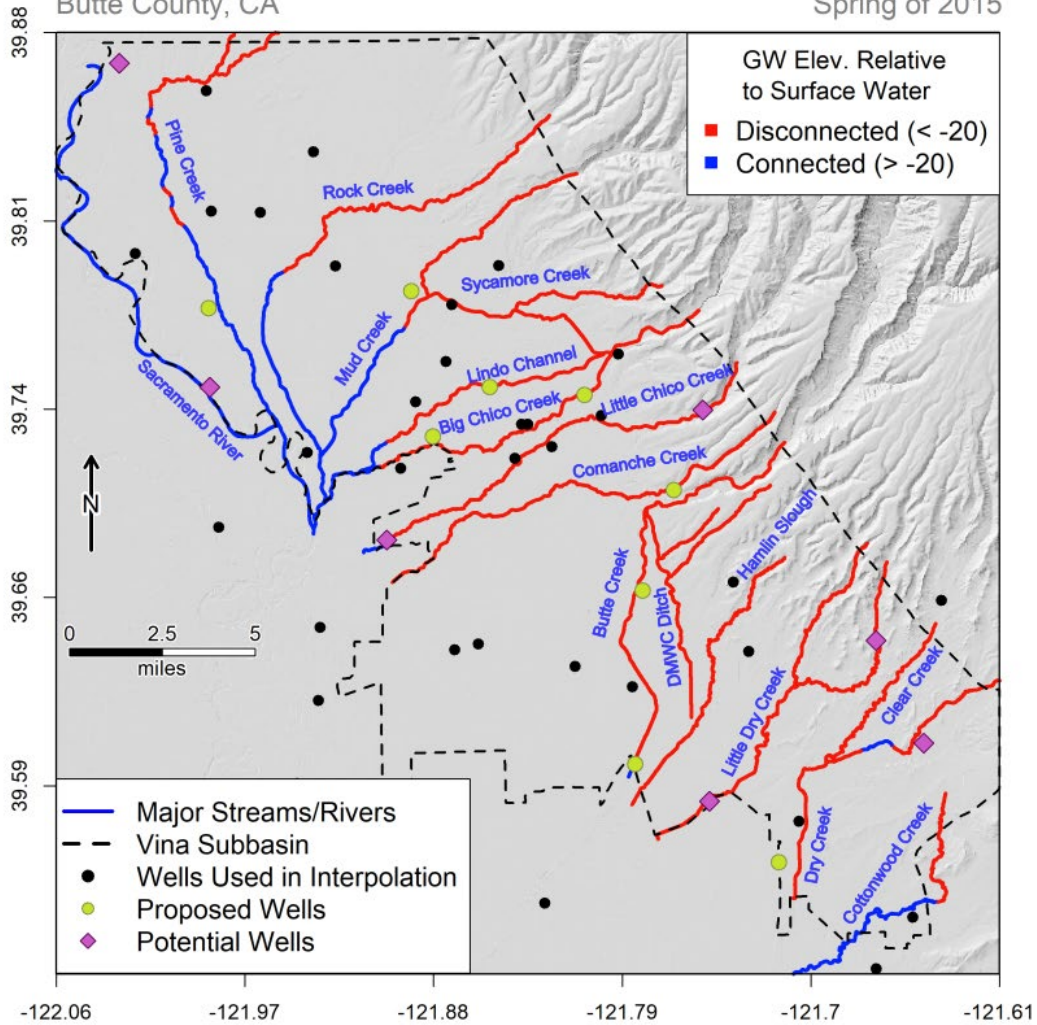 Butte County, CA
Spring of 2015
39.88
39.81
39.74
39.66
39.59
GW Elev. Relative
to Surface Water
Disconnected (< -20)
Connected (> -20)
Pine Creek
Rock Creek
Sycamore Creek
Mud Creek
Lindo Channel
Sacramento River
Big Chico Creek
Little Chico Creek
Comanche Creek
N
Hamlin Slough
Butte Creek
DMWC Ditch
0 2.5 5
miles
Clear Creek
Little Dry Creek
Dry Creek
Cottonwood Creek
Major Streams/Rivers
Vina Subbasin
Wells Used in Interpolation
Proposed Wells
Potential Wells
-122.06 -121.97 -121.88 -121.79 -121.7 -121.61